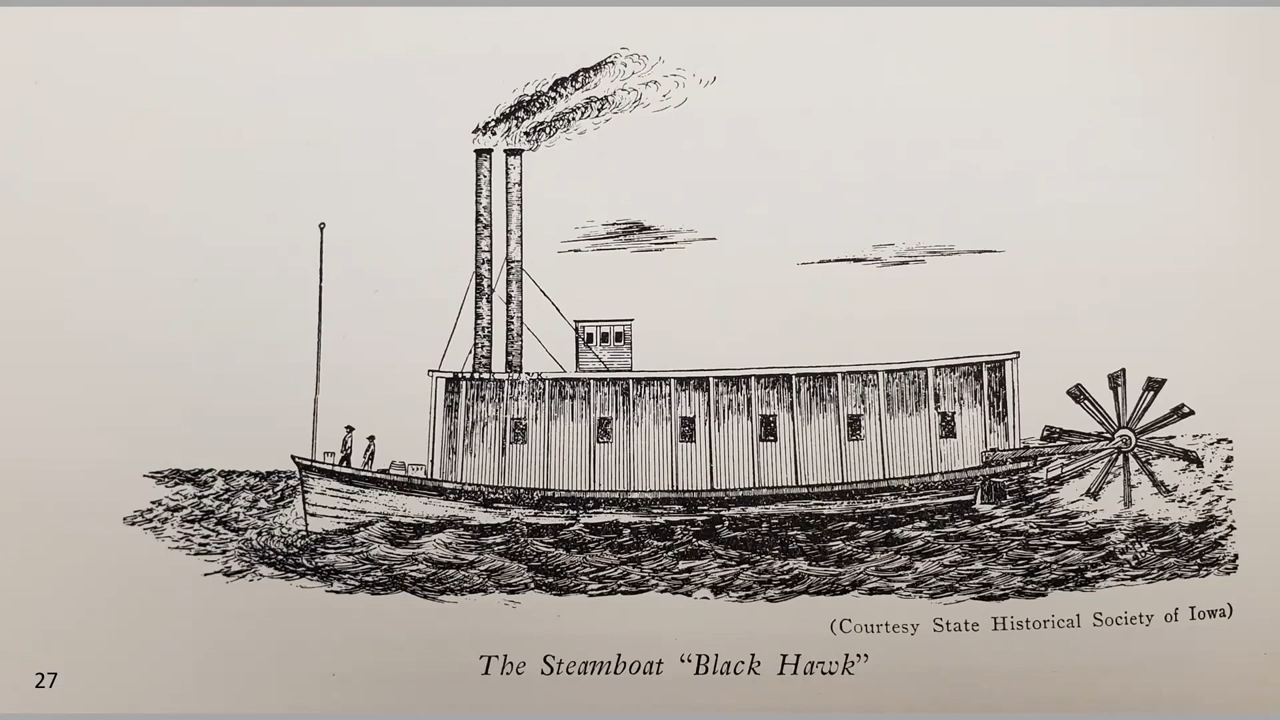 (Courtesy State Historical Society of Iowa)
The Steamboat “Black Hawk”
27